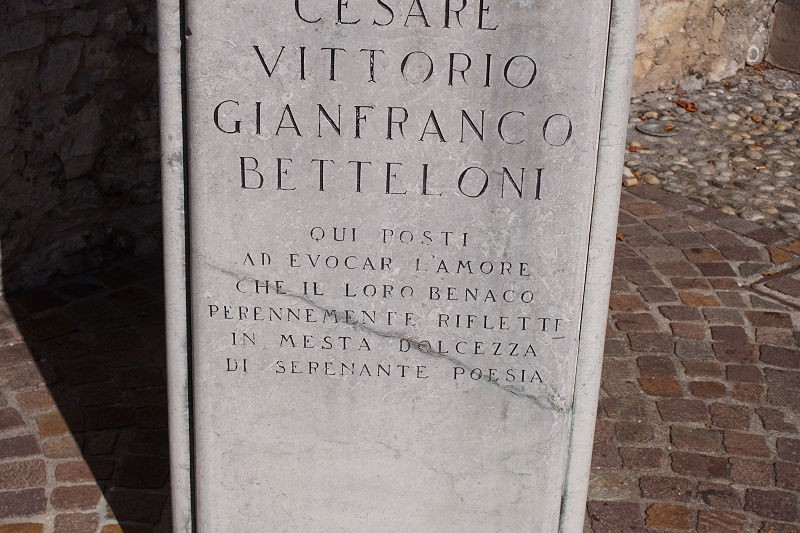 CESARE
VITTORIO
GIANFRANCO
BETTELONI
QUI POSTI
AD EVOCAR L'AMORE
CHE IL LORO BENACO
PERENNEMENTE RIFLETTE
IN MESTA DOLCEZZA
DI SERENANTE POESIA